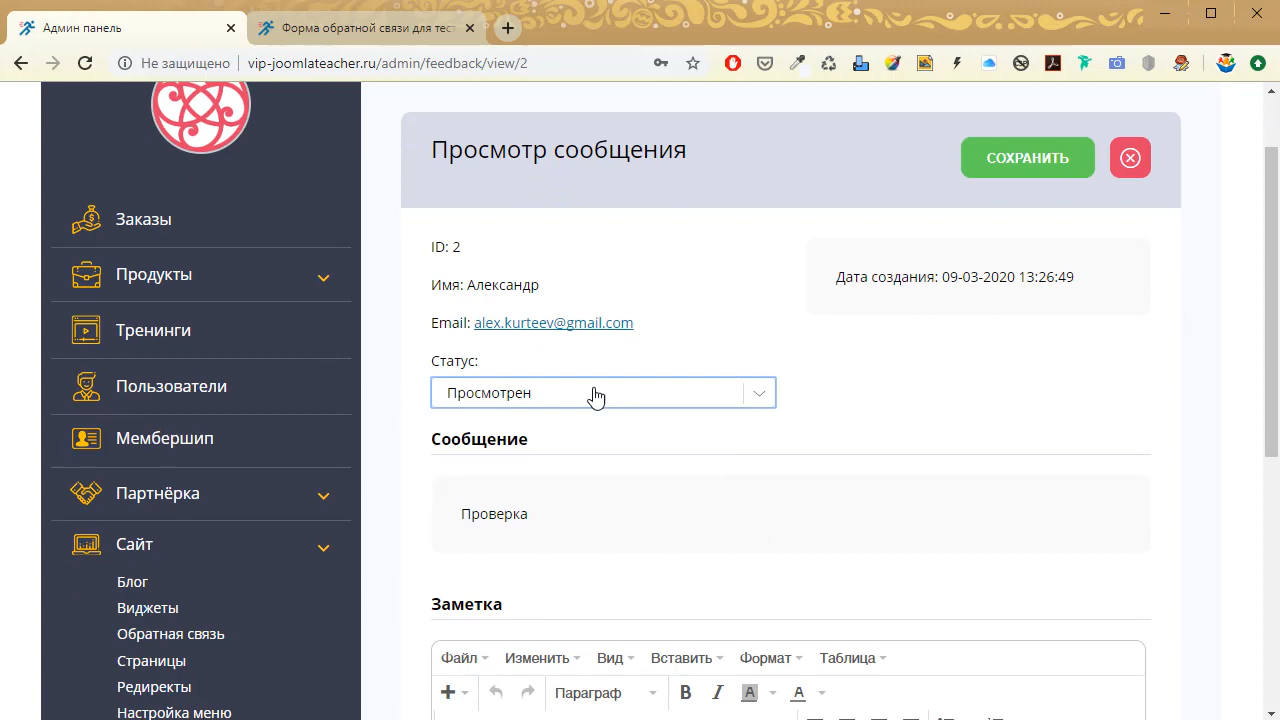 Админ панель
Форма обратной связи для тест
Не защищено
vip-joomlateacher.ru/admin/feedback/view/2
Заказы
Продукты
Тренинги
Пользователи
Мембершип
Партнёрка
Сайт
Блог
Виджеты
Обратная связь
Страницы
Редиректы
Настройка меню
Просмотр сообщения
СОХРАНИТЬ
ID: 2
Имя: Александр
Email: alex.kurteev@gmail.com
Статус:
Просмотрен
Дата создания: 09-03-2020 13:26:49
Сообщение
Проверка
Заметка
Файл Изменить Вид Вставить Формат Таблица
Параграф B I A A